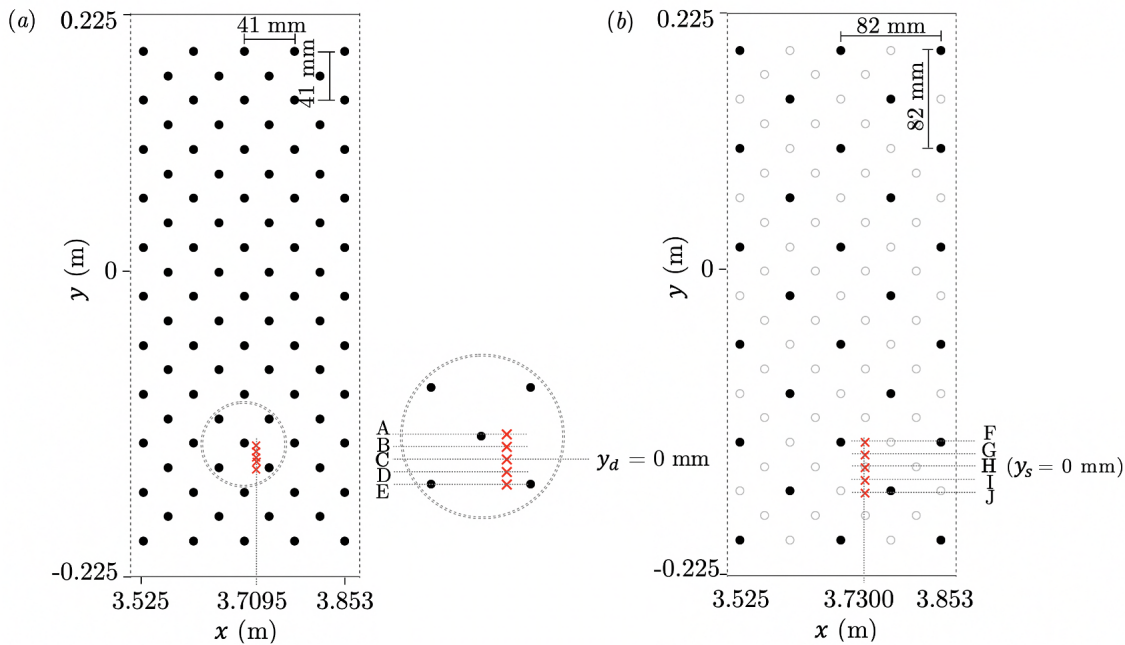 (a)
0.225
41 mm
41 mm
y (m)
0
-0.225
3.525
3.7095
3.853
x (m)
A
B
C
D
E
y_d = 0 mm
(b)
0.225
82 mm
82 mm
y (m)
0
-0.225
3.525
3.7300
3.853
x (m)
F
G
H (y_s = 0 mm)
I
J